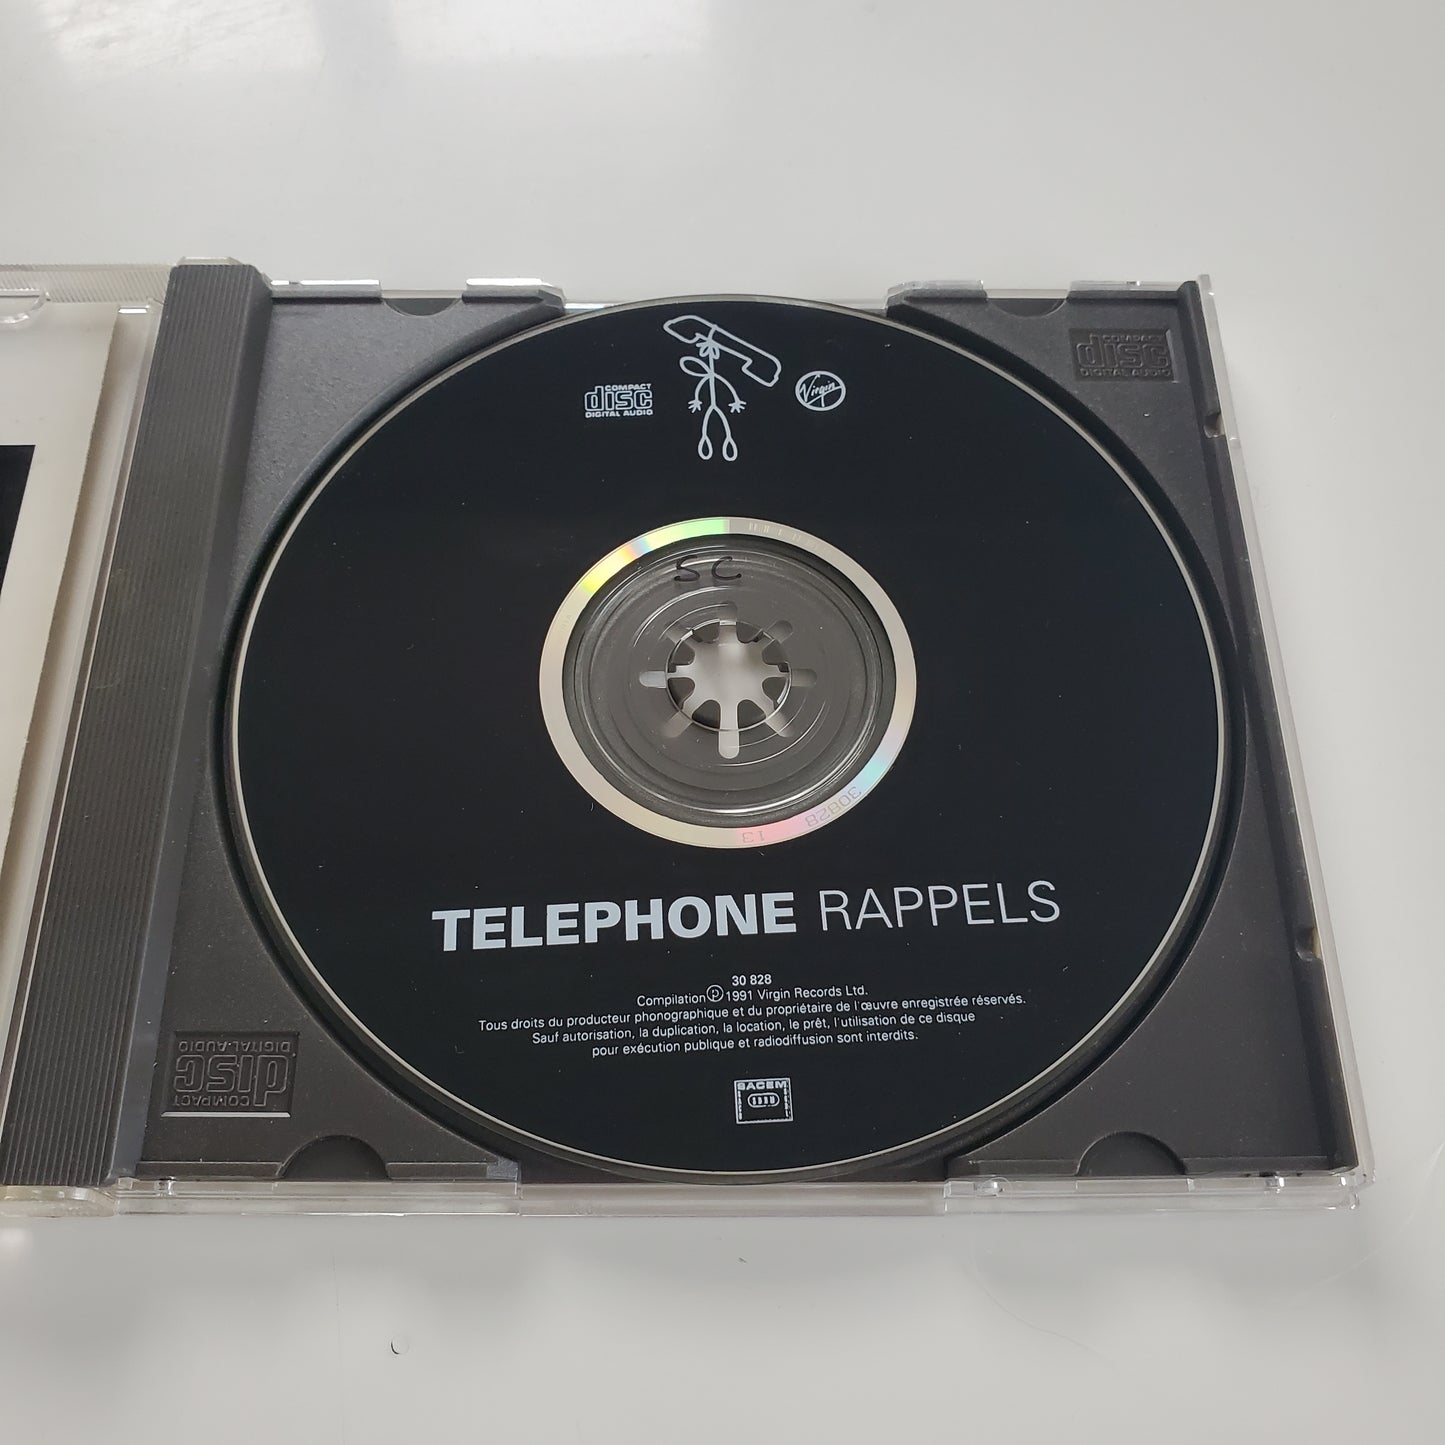 COMPACT
disc
DIGITAL AUDIO
Virgin
COMPACT
disc
DIGITAL AUDIO
SC
30828 13
TELEPHONE RAPPELS
30 828
Compilation Ⓟ 1991 Virgin Records Ltd.
Tous droits du producteur phonographique et du propriétaire de l'œuvre enregistrée réservés.
Sauf autorisation, la duplication, la location, le prêt, l'utilisation de ce disque
pour exécution publique et radiodiffusion sont interdits.
COMPACT
disc
DIGITAL AUDIO
SACEM